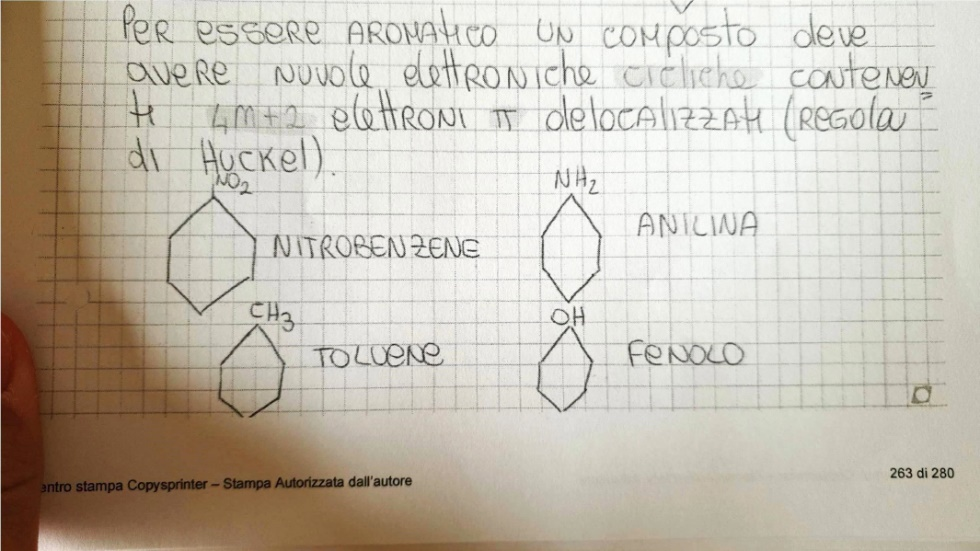 PER ESSERE AROMATICO UN COMPOSTO deve
avere NUVOLE elettroniche cicliche contenen
ti 4m+2 elettroni π delocalizzati (REGOLA
di Huckel).
NO2
NH2
NITROBENZENE
ANILINA
CH3
OH
TOLUENE
FENOLO
entro stampa Copysprinter – Stampa Autorizzata dall'autore
263 di 280